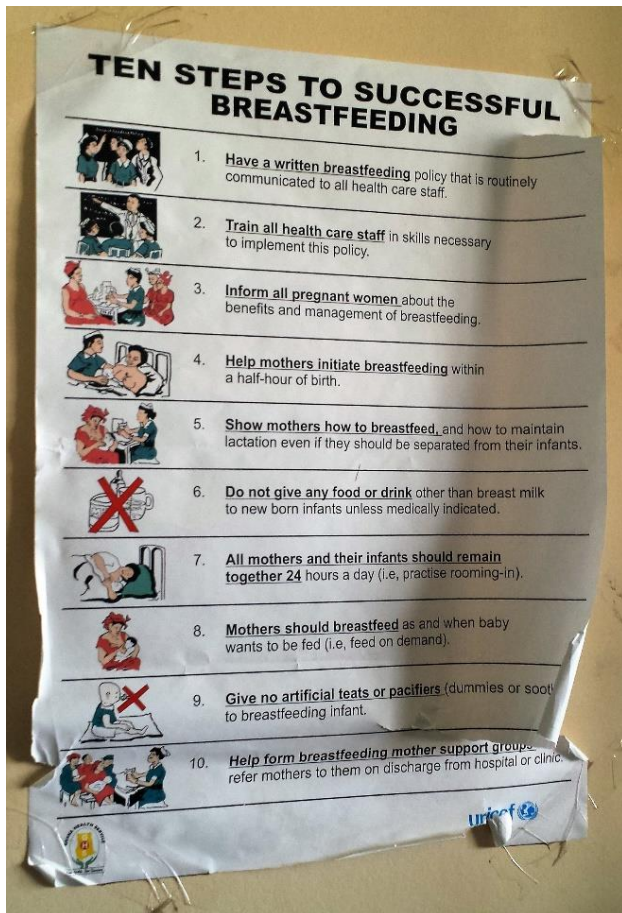 TEN STEPS TO SUCCESSFUL
BREASTFEEDING
1. Have a written breastfeeding policy that is routinely
communicated to all health care staff.
2. Train all health care staff in skills necessary
to implement this policy.
3. Inform all pregnant women about the
benefits and management of breastfeeding.
4. Help mothers initiate breastfeeding within
a half-hour of birth.
5. Show mothers how to breastfeed, and how to maintain
lactation even if they should be separated from their infants.
6. Do not give any food or drink other than breast milk
to new born infants unless medically indicated.
7. All mothers and their infants should remain
together 24 hours a day (i.e, practise rooming-in).
8. Mothers should breastfeed as and when baby
wants to be fed (i.e, feed on demand).
9. Give no artificial teats or pacifiers (dummies or
to breastfeeding infant.
10. Help form breastfeeding mother support groups
refer mothers to them on discharge from hospital or clinic.
unicef